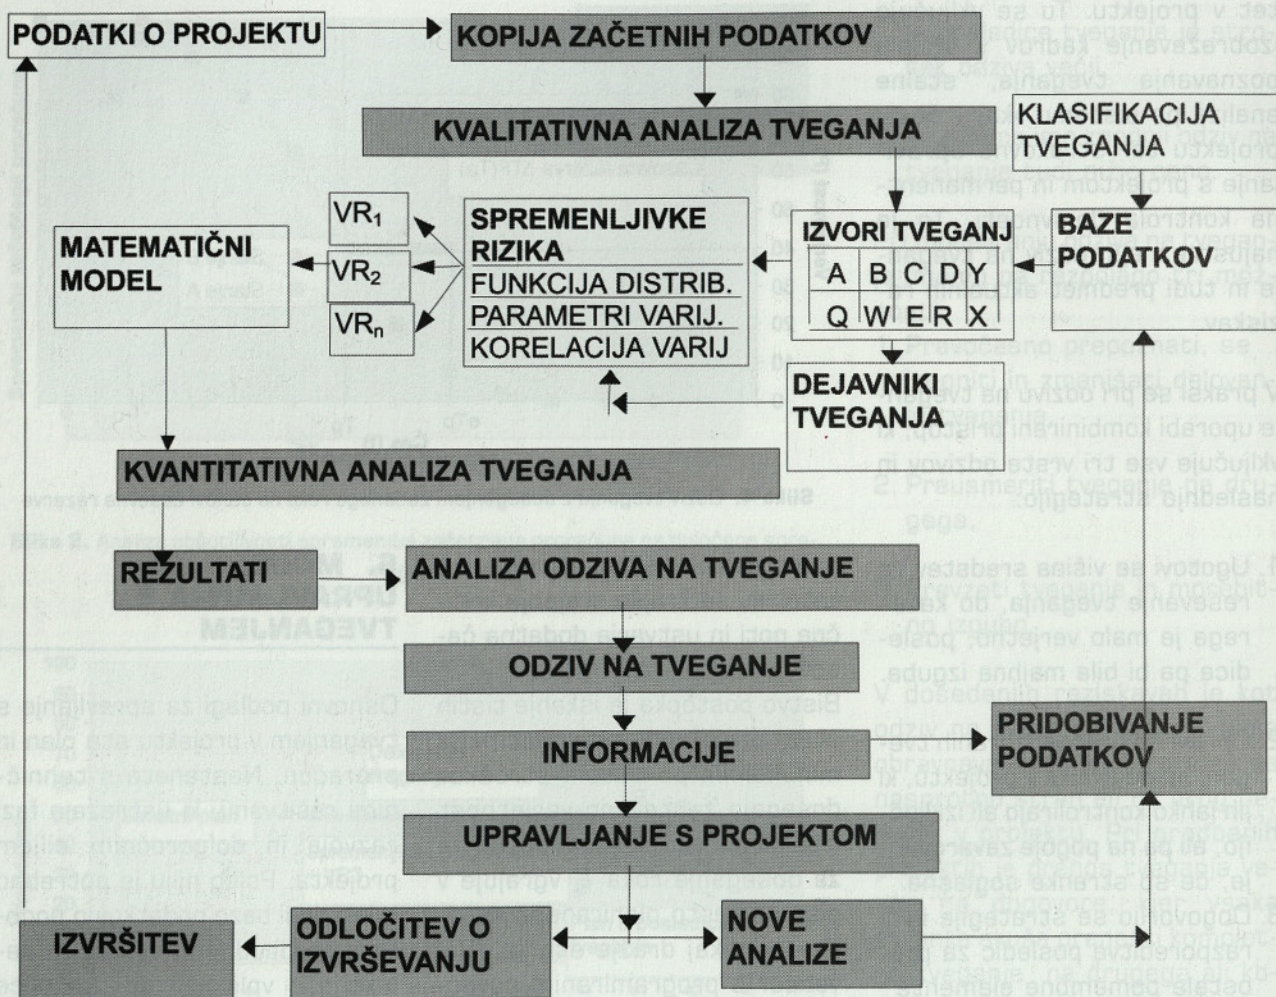 PODATKI O PROJEKTU
KOPIJA ZAČETNIH PODATKOV
KVALITATIVNA ANALIZA TVEGANJA
KLASIFIKACIJA
TVEGANJA
MATEMATIČNI
MODEL
VR1
VR2
VRn
SPREMENLJIVKE
RIZIKA
FUNKCIJA DISTRIB.
PARAMETRI VARIJ.
KORELACIJA VARIJ
IZVORI TVEGANJ
A B C D Y
Q W E R X
BAZE
PODATKOV
DEJAVNIKI
TVEGANJA
KVANTITATIVNA ANALIZA TVEGANJA
REZULTATI
ANALIZA ODZIVA NA TVEGANJE
ODZIV NA TVEGANJE
INFORMACIJE
PRIDOBIVANJE
PODATKOV
UPRAVLJANJE S PROJEKTOM
IZVRŠITEV
ODLOČITEV O
IZVRŠEVANJU
NOVE
ANALIZE